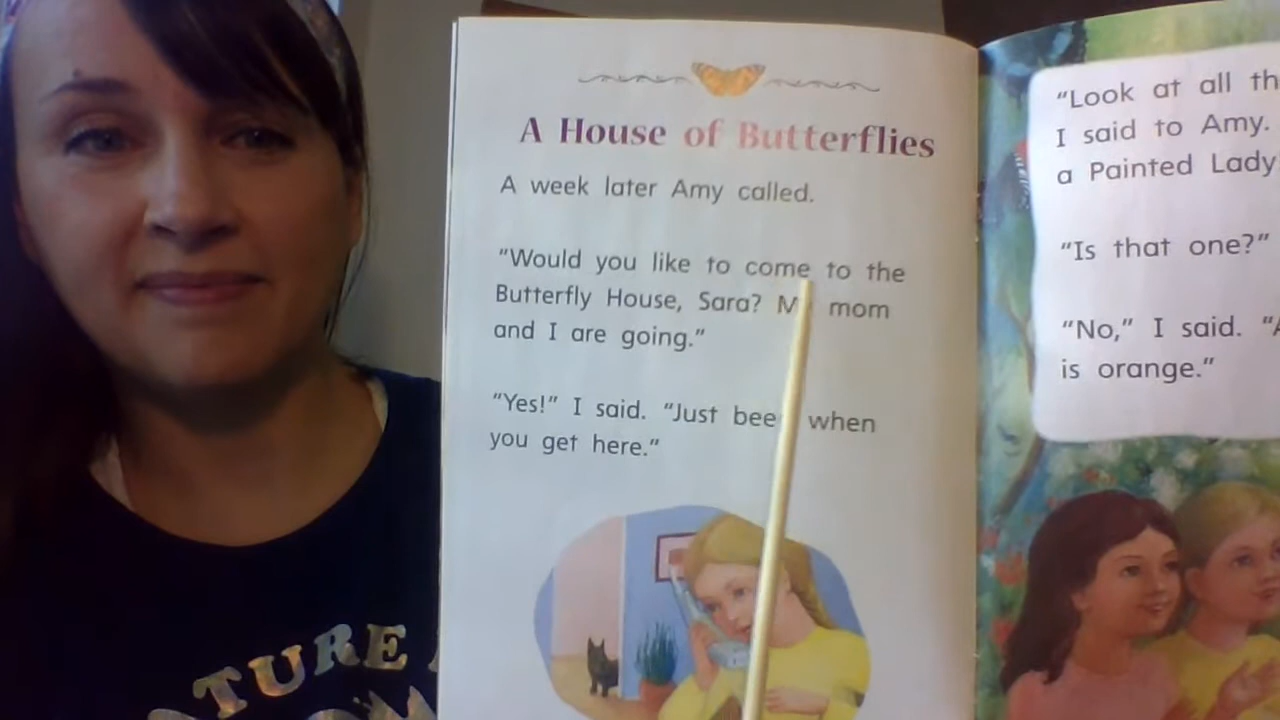 A House of Butterflies
A week later Amy called.
"Would you like to come to the
Butterfly House, Sara? My mom
and I are going."
"Yes!" I said. "Just beep when
you get here."
"Look at all
I said to Amy.
a Painted Lady
"Is that one?"
"No," I said.
is orange."